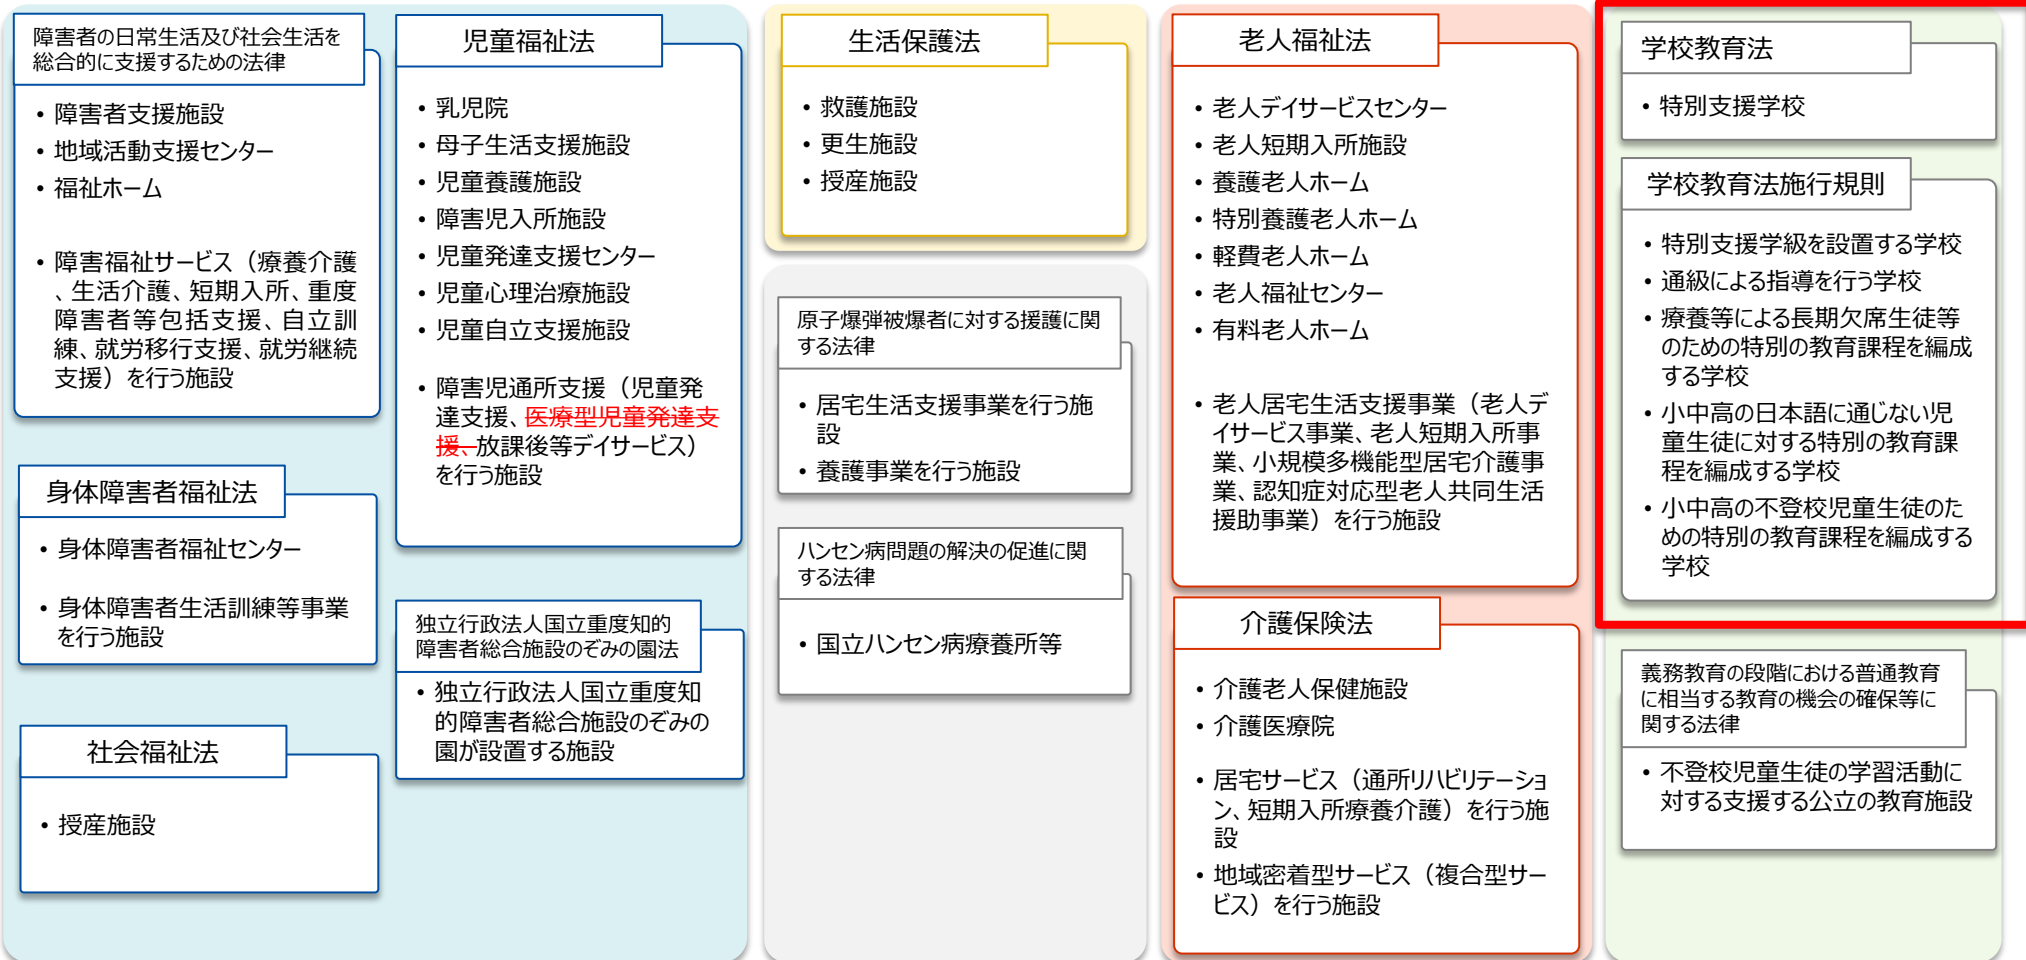 障害者の日常生活及び社会生活を
総合的に支援するための法律
• 障害者支援施設
• 地域活動支援センター
• 福祉ホーム
• 障害福祉サービス（療養介護
、生活介護、短期入所、重度
障害者等包括支援、自立訓
練、就労移行支援、就労継続
支援）を行う施設
身体障害者福祉法
• 身体障害者福祉センター
• 身体障害者生活訓練等事業
を行う施設
社会福祉法
• 授産施設
児童福祉法
• 乳児院
• 母子生活支援施設
• 児童養護施設
• 障害児入所施設
• 児童発達支援センター
• 児童心理治療施設
• 児童自立支援施設
• 障害児通所支援（児童発
達支援、医療型児童発達支
援、放課後等デイサービス）
を行う施設
独立行政法人国立重度知的
障害者総合施設のぞみの園法
• 独立行政法人国立重度知
的障害者総合施設のぞみの
園が設置する施設
生活保護法
• 救護施設
• 更生施設
• 授産施設
原子爆弾被爆者に対する援護に関
する法律
• 居宅生活支援事業を行う施
設
• 養護事業を行う施設
ハンセン病問題の解決の促進に関
する法律
• 国立ハンセン病療養所等
老人福祉法
• 老人デイサービスセンター
• 老人短期入所施設
• 養護老人ホーム
• 特別養護老人ホーム
• 軽費老人ホーム
• 老人福祉センター
• 有料老人ホーム
• 老人居宅生活支援事業（老人デ
イサービス事業、老人短期入所事
業、小規模多機能型居宅介護事
業、認知症対応型老人共同生活
援助事業）を行う施設
介護保険法
• 介護老人保健施設
• 介護医療院
• 居宅サービス（通所リハビリテーショ
ン、短期入所療養介護）を行う施
設
• 地域密着型サービス（複合型サー
ビス）を行う施設
学校教育法
• 特別支援学校
学校教育法施行規則
• 特別支援学級を設置する学校
• 通級による指導を行う学校
• 療養等による長期欠席生徒等
のための特別の教育課程を編成
する学校
• 小中高の日本語に通じない児
童生徒に対する特別の教育課
程を編成する学校
• 小中高の不登校児童生徒のた
めの特別の教育課程を編成する
学校
義務教育の段階における普通教育
に相当する教育の機会の確保等に
関する法律
• 不登校児童生徒の学習活動に
対する支援する公立の教育施設